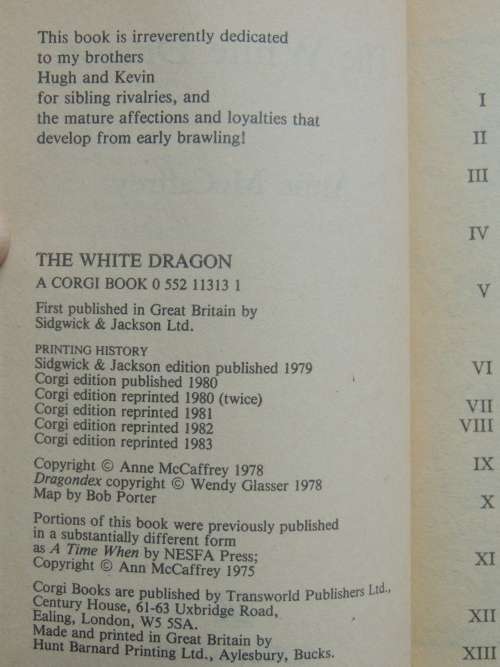 This book is irreverently dedicated
to my brothers
Hugh and Kevin
for sibling rivalries, and
the mature affections and loyalties that
develop from early brawling!
THE WHITE DRAGON
A CORGI BOOK 0 552 11313 1
First published in Great Britain by
Sidgwick & Jackson Ltd.
PRINTING HISTORY
Sidgwick & Jackson edition published 1979
Corgi edition published 1980
Corgi edition reprinted 1980 (twice)
Corgi edition reprinted 1981
Corgi edition reprinted 1982
Corgi edition reprinted 1983
Copyright © Anne McCaffrey 1978
Dragondex copyright © Wendy Glasser 1978
Map by Bob Porter
Portions of this book were previously published
in a substantially different form
as A Time When by NESFA Press;
Copyright © Ann McCaffrey 1975
Corgi Books are published by Transworld Publishers Ltd.,
Century House, 61-63 Uxbridge Road,
Ealing, London, W5 5SA.
Made and printed in Great Britain by
Hunt Barnard Printing Ltd., Aylesbury, Bucks.
I
II
III
IV
V
VI
VII
VIII
IX
X
XI
XII
XIII